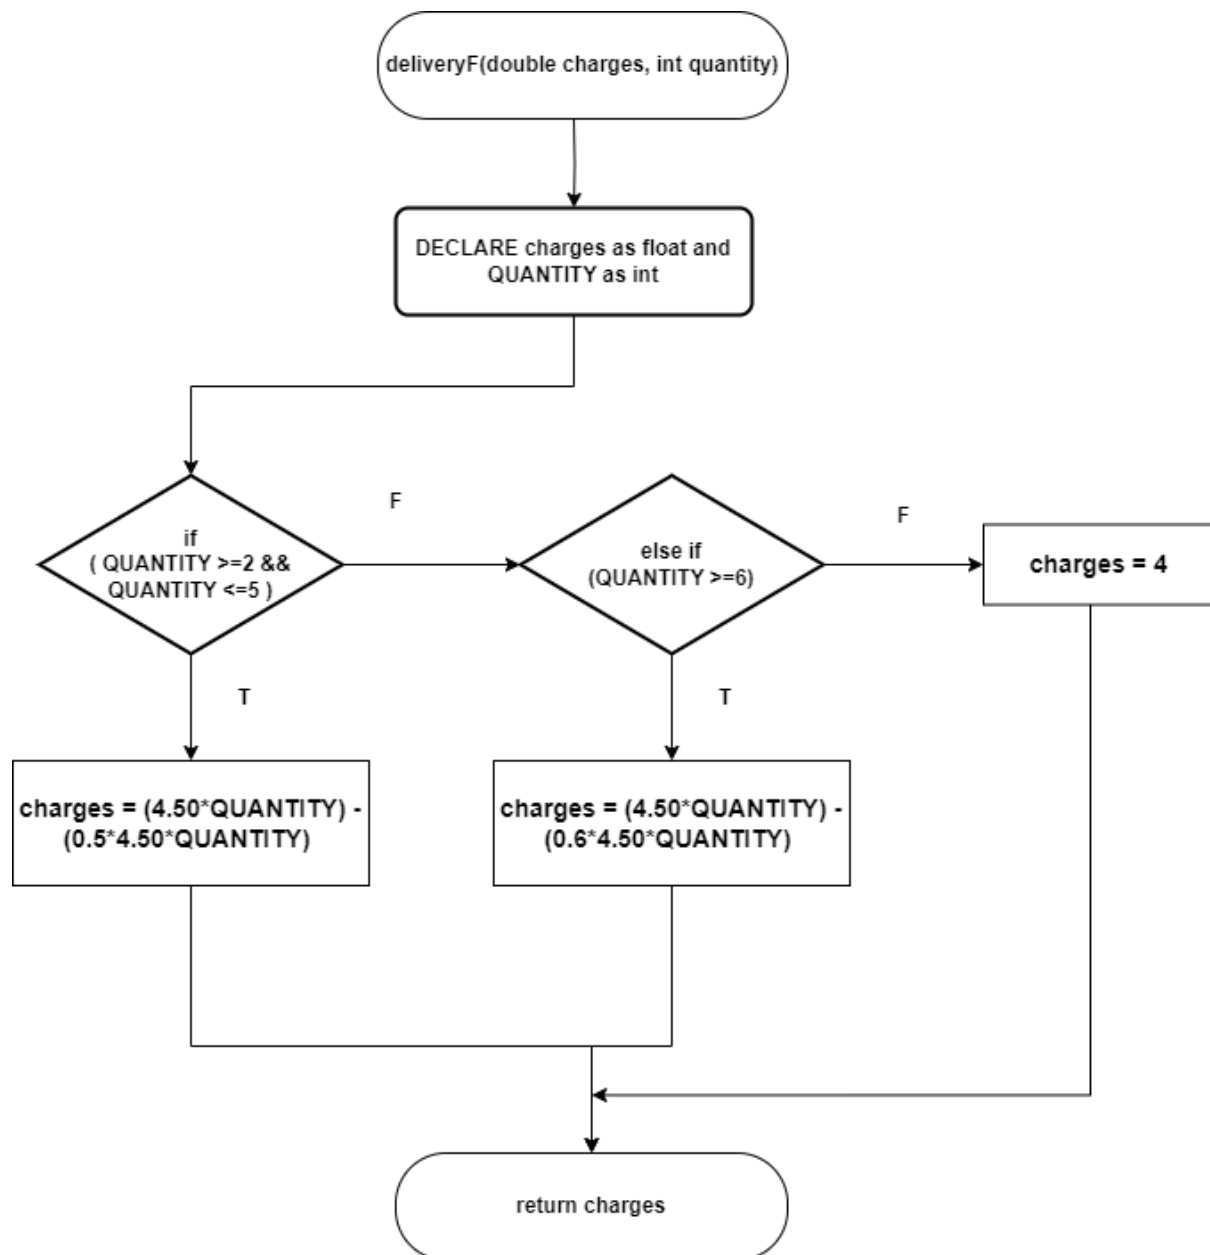 deliveryF(double charges, int quantity)
DECLARE charges as float and
QUANTITY as int
if
( QUANTITY >=2 &&
QUANTITY <=5 )
F
else if
(QUANTITY >=6)
F
charges = 4
T
T
charges = (4.50*QUANTITY) -
(0.5*4.50*QUANTITY)
charges = (4.50*QUANTITY) -
(0.6*4.50*QUANTITY)
return charges